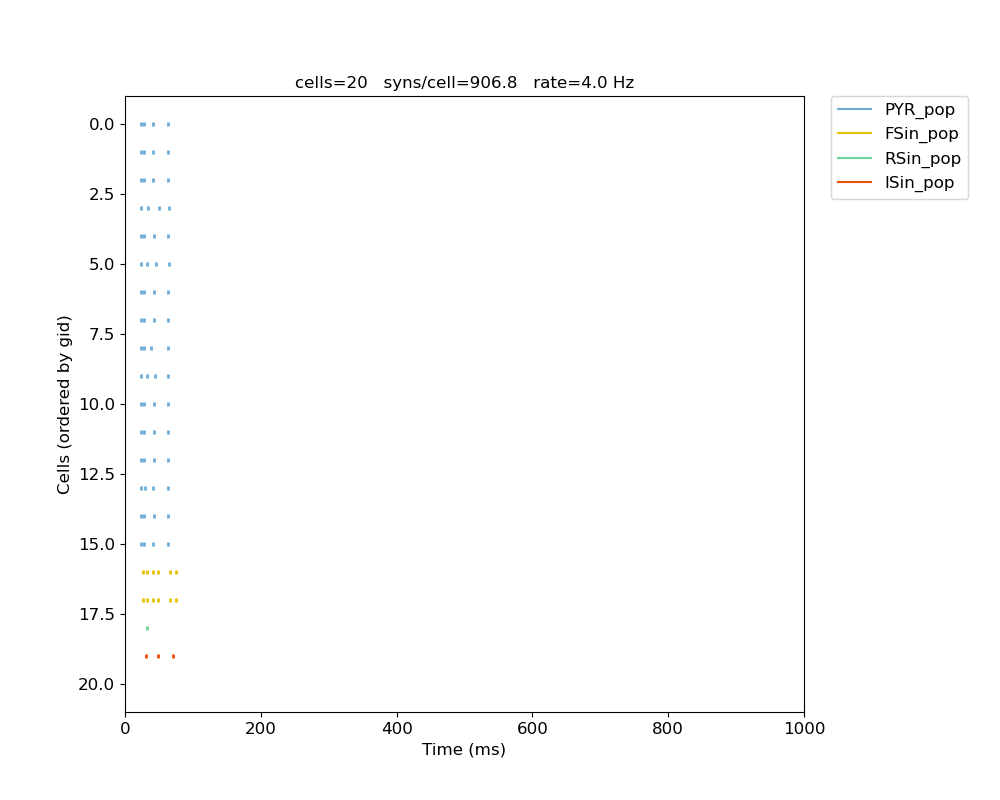 cells=20   syns/cell=906.8   rate=4.0 Hz
PYR_pop
FSin_pop
RSin_pop
ISin_pop
Cells (ordered by gid)
0.0
2.5
5.0
7.5
10.0
12.5
15.0
17.5
20.0
0 200 400 600 800 1000
Time (ms)